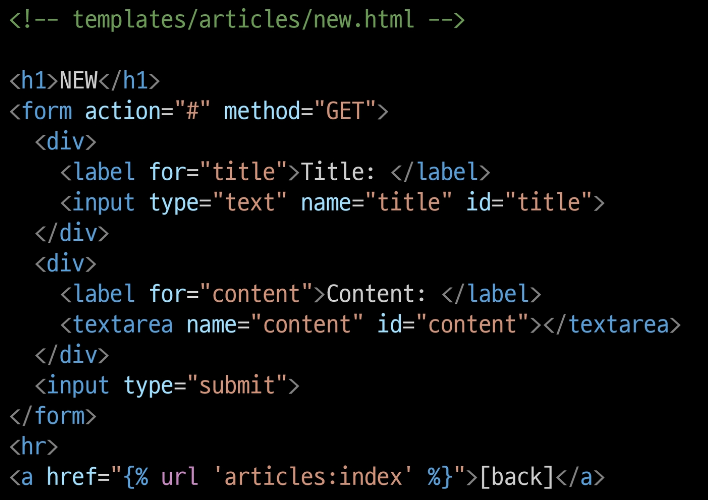 <!-- templates/articles/new.html -->
<h1>NEW</h1>
<form action="#" method="GET">
<div>
<label for="title">Title: </label>
<input type="text" name="title" id="title">
</div>
<div>
<label for="content">Content: </label>
<textarea name="content" id="content"></textarea>
</div>
<input type="submit">
</form>
<hr>
<a href="{% url 'articles:index' %}">[back]</a>